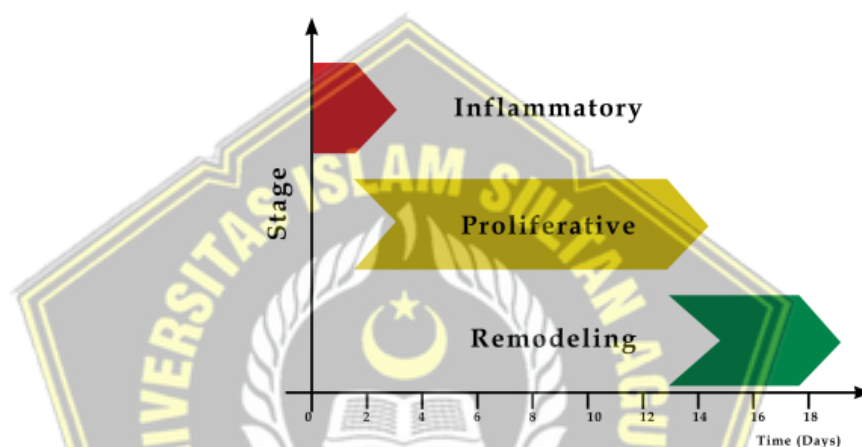 Inflammatory
Stage
Proliferative
Remodeling
0 2 4 6 8 10 12 14 16 18
Time (Days)
UNIVERSITAS ISLAM SULTAN AGU